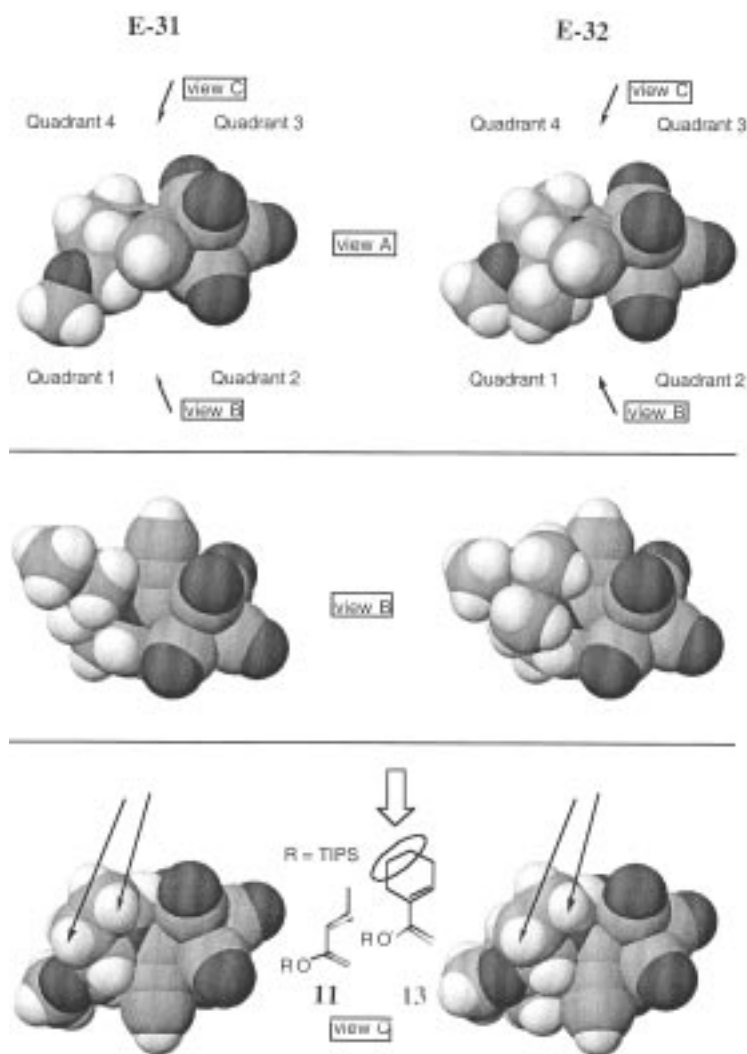 E-31
E-32
view C
view C
Quadrant 4
Quadrant 3
Quadrant 4
Quadrant 3
view A
Quadrant 1
Quadrant 2
Quadrant 1
Quadrant 2
view B
view B
view B
R = TIPS
RO
RO
11
13
view C